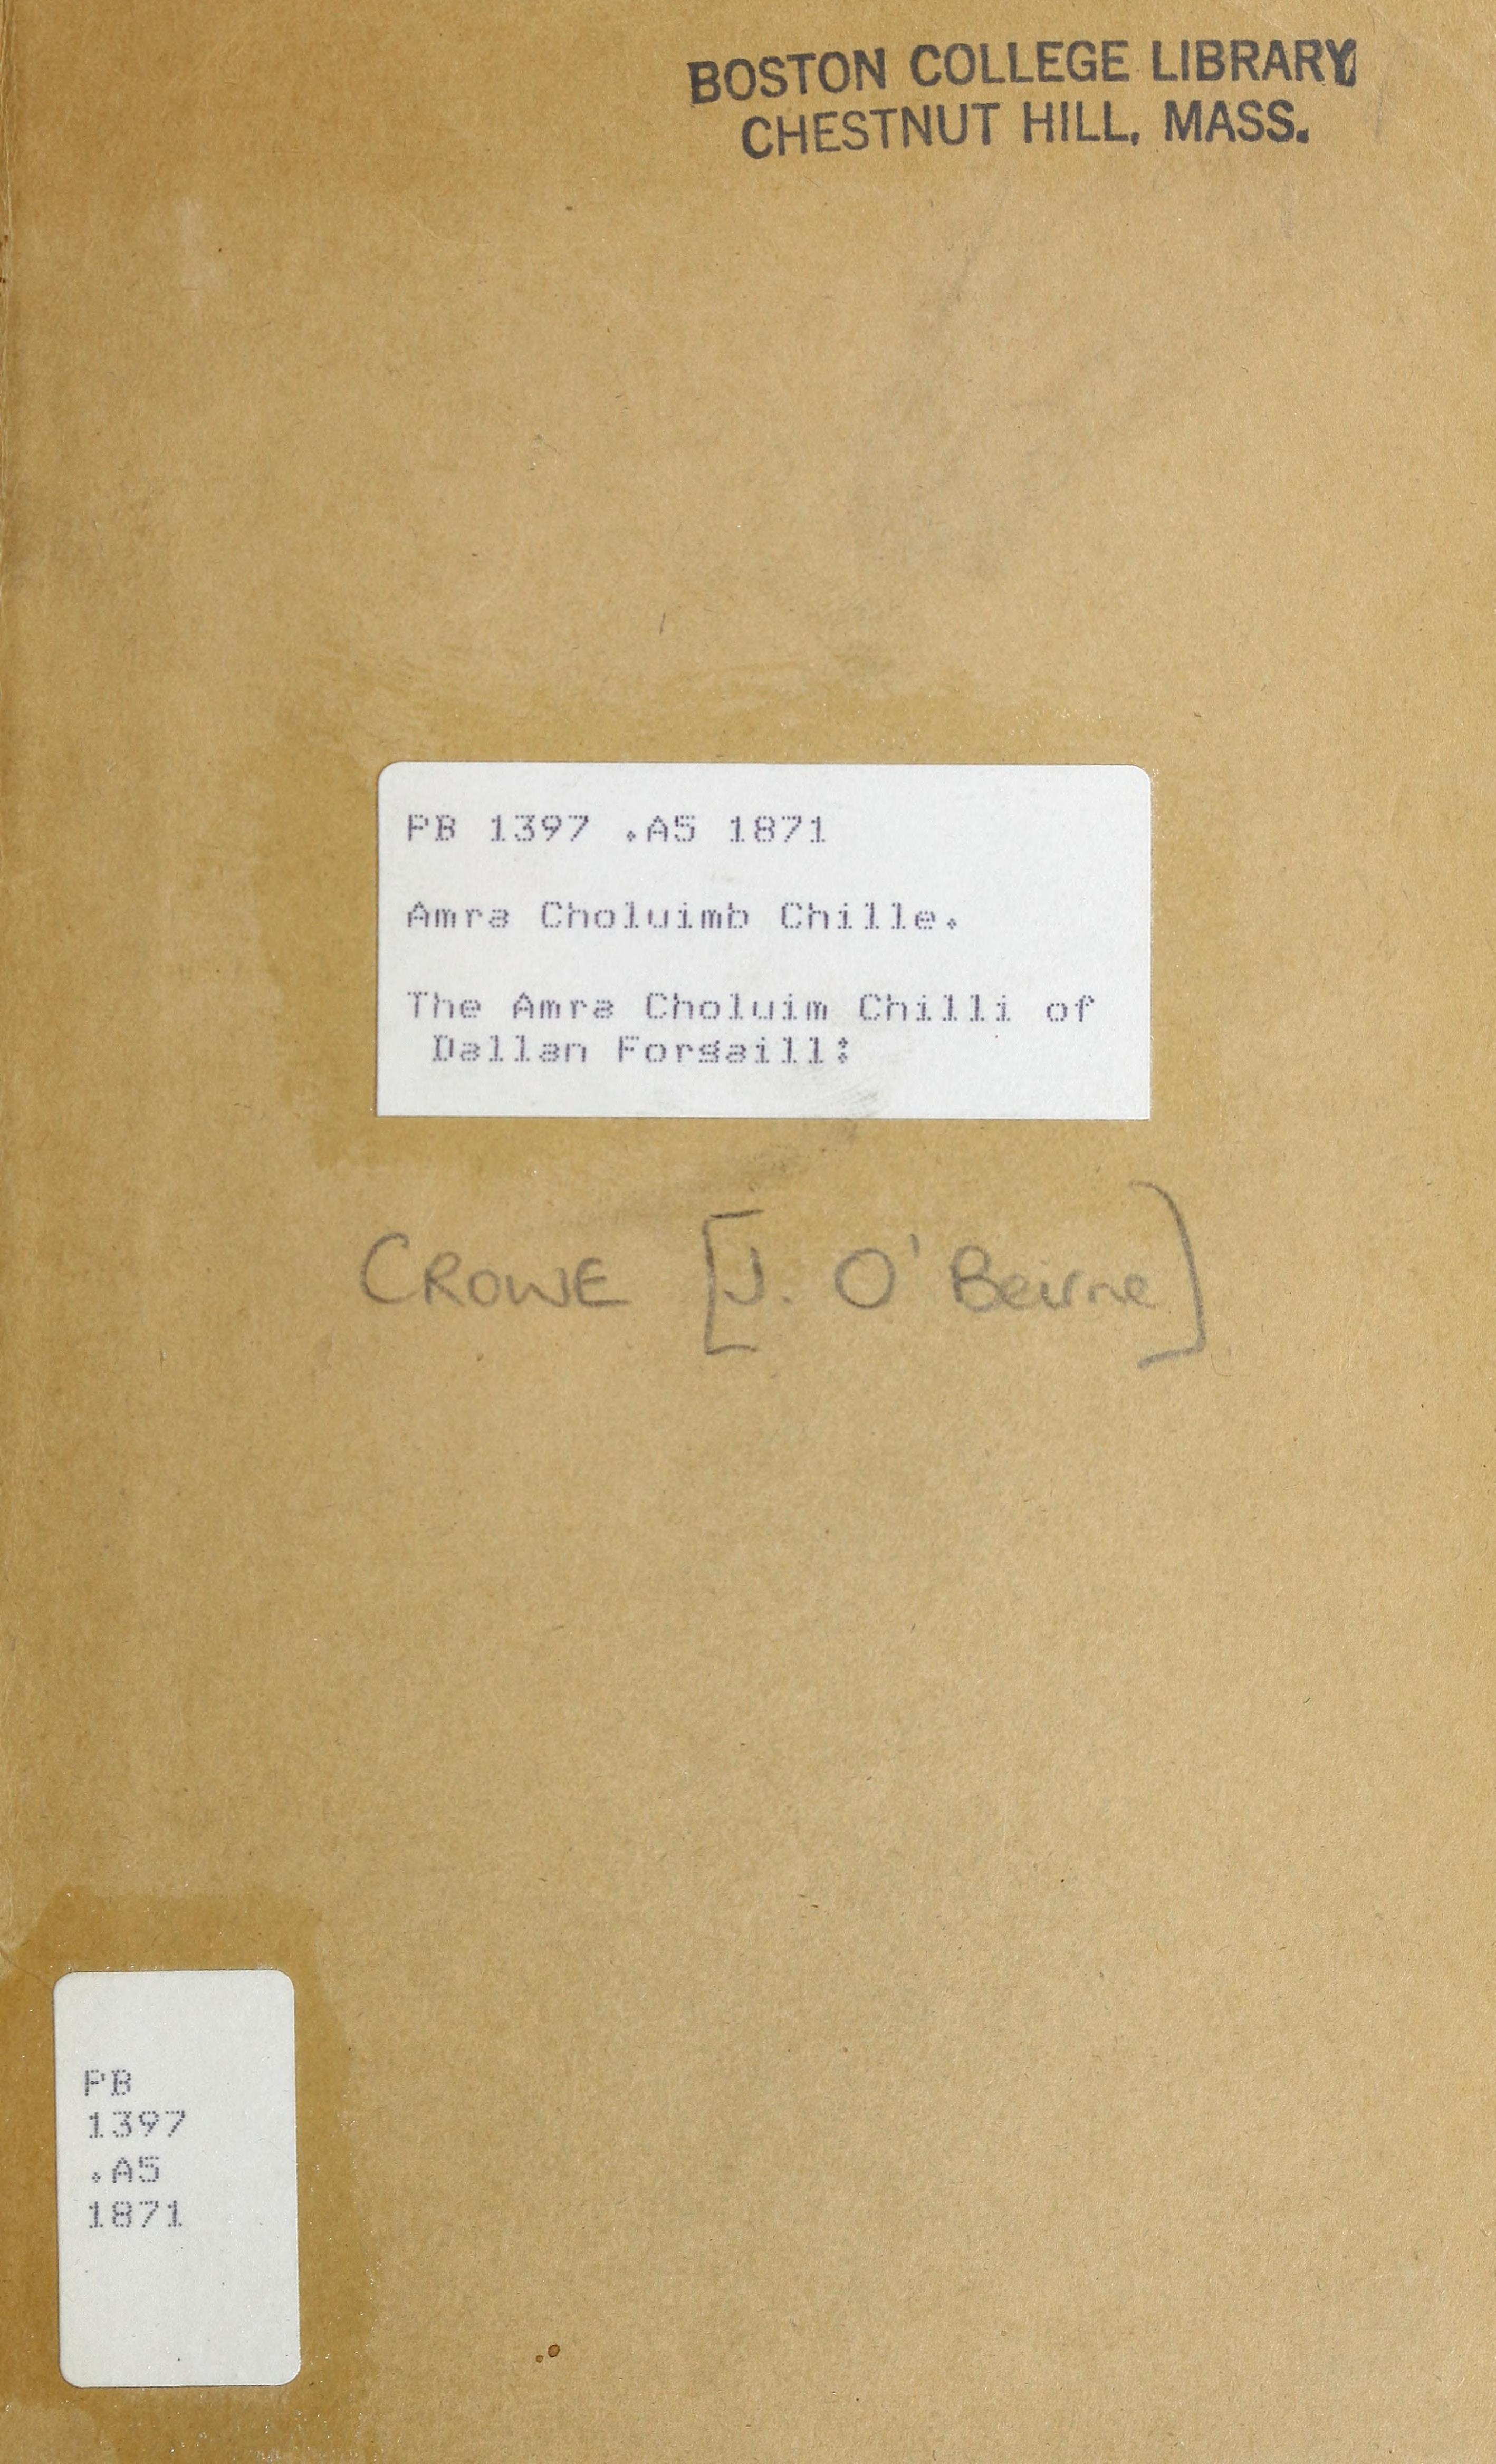 BOSTON COLLEGE LIBRARY
CHESTNUT HILL, MASS.
PB 1397 .A5 1871
Amra Choluimb Chille.
The Amra Choluim Chilli of
Dallan Forgaill:
CROWE [J. O'Beirne]
PB
1397
.A5
1871